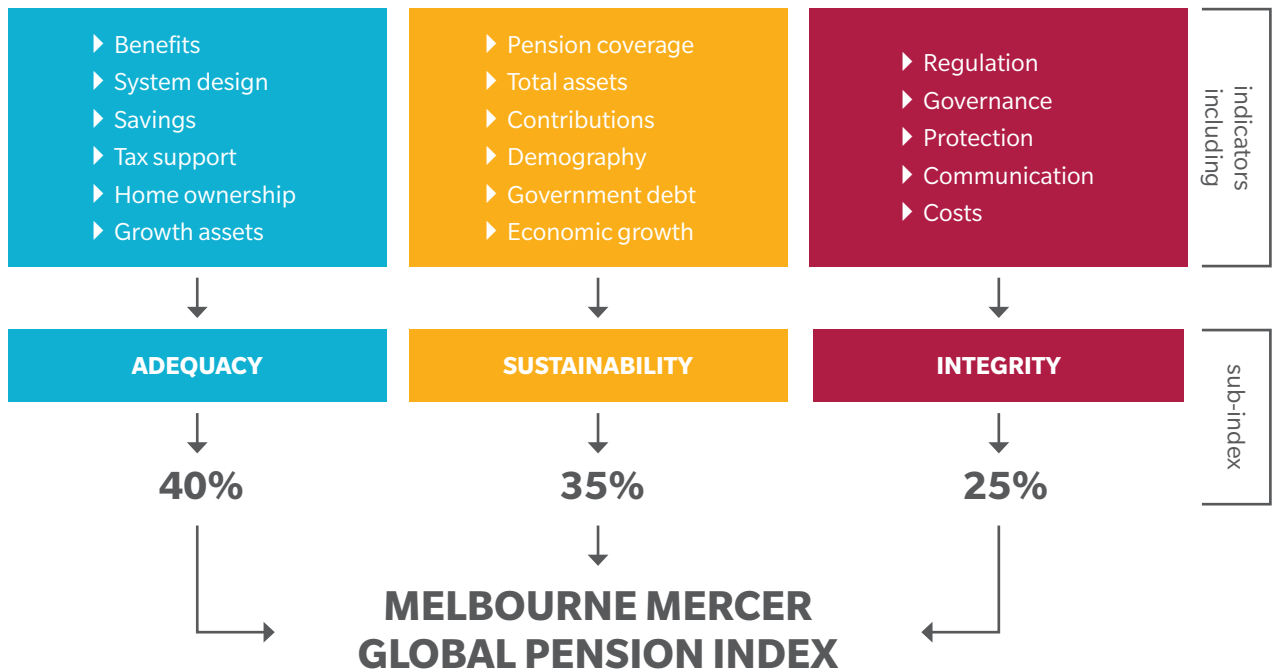 Benefits
System design
Savings
Tax support
Home ownership
Growth assets
Pension coverage
Total assets
Contributions
Demography
Government debt
Economic growth
Regulation
Governance
Protection
Communication
Costs
indicators
including
ADEQUACY
SUSTAINABILITY
INTEGRITY
sub-index
40%
35%
25%
MELBOURNE MERCER
GLOBAL PENSION INDEX